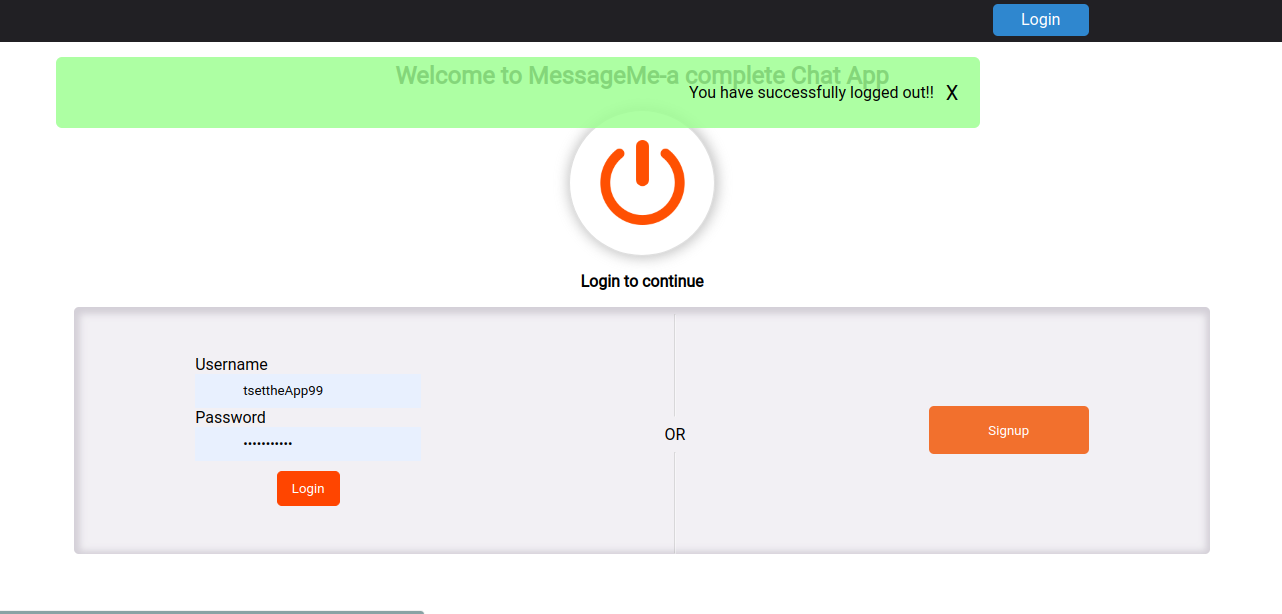 Login
Welcome to MessageMe-a complete Chat App
You have successfully logged out!! X
Login to continue
Username
tsettheApp99
Password
•••••••••••
Login
OR
Signup